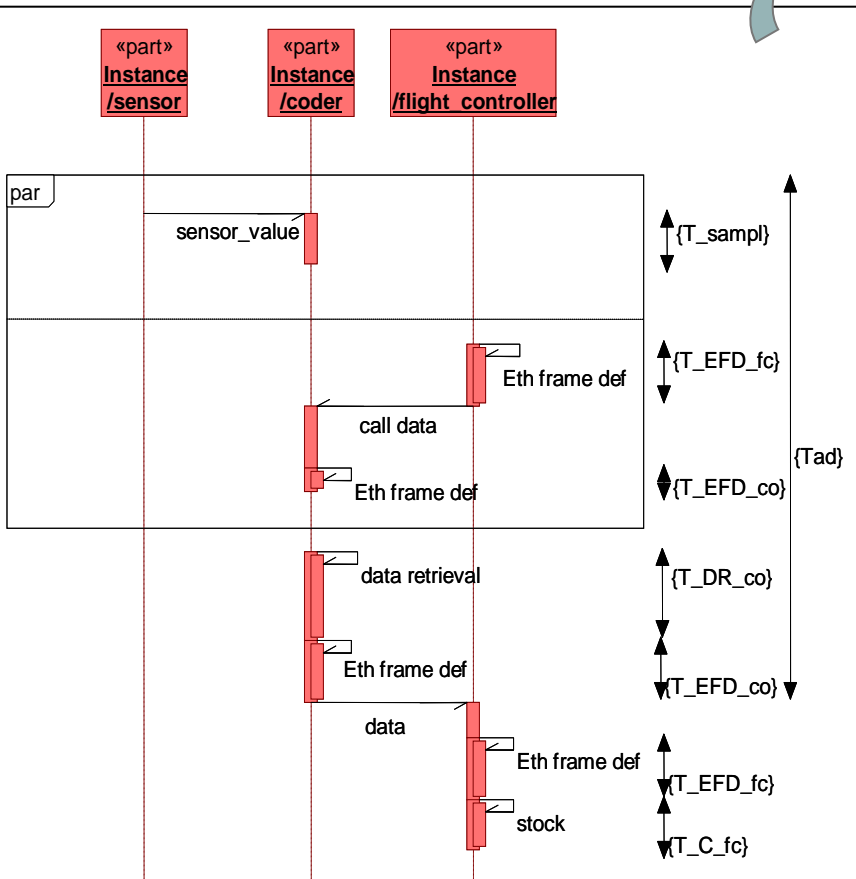 «part»
Instance
/sensor
«part»
Instance
/coder
«part»
Instance
/flight_controller
par
sensor_value
{T_sampl}
Eth frame def
{T_EFD_fc}
call data
{Tad}
Eth frame def
{T_EFD_co}
data retrieval
{T_DR_co}
Eth frame def
{T_EFD_co}
data
Eth frame def
{T_EFD_fc}
stock
{T_C_fc}